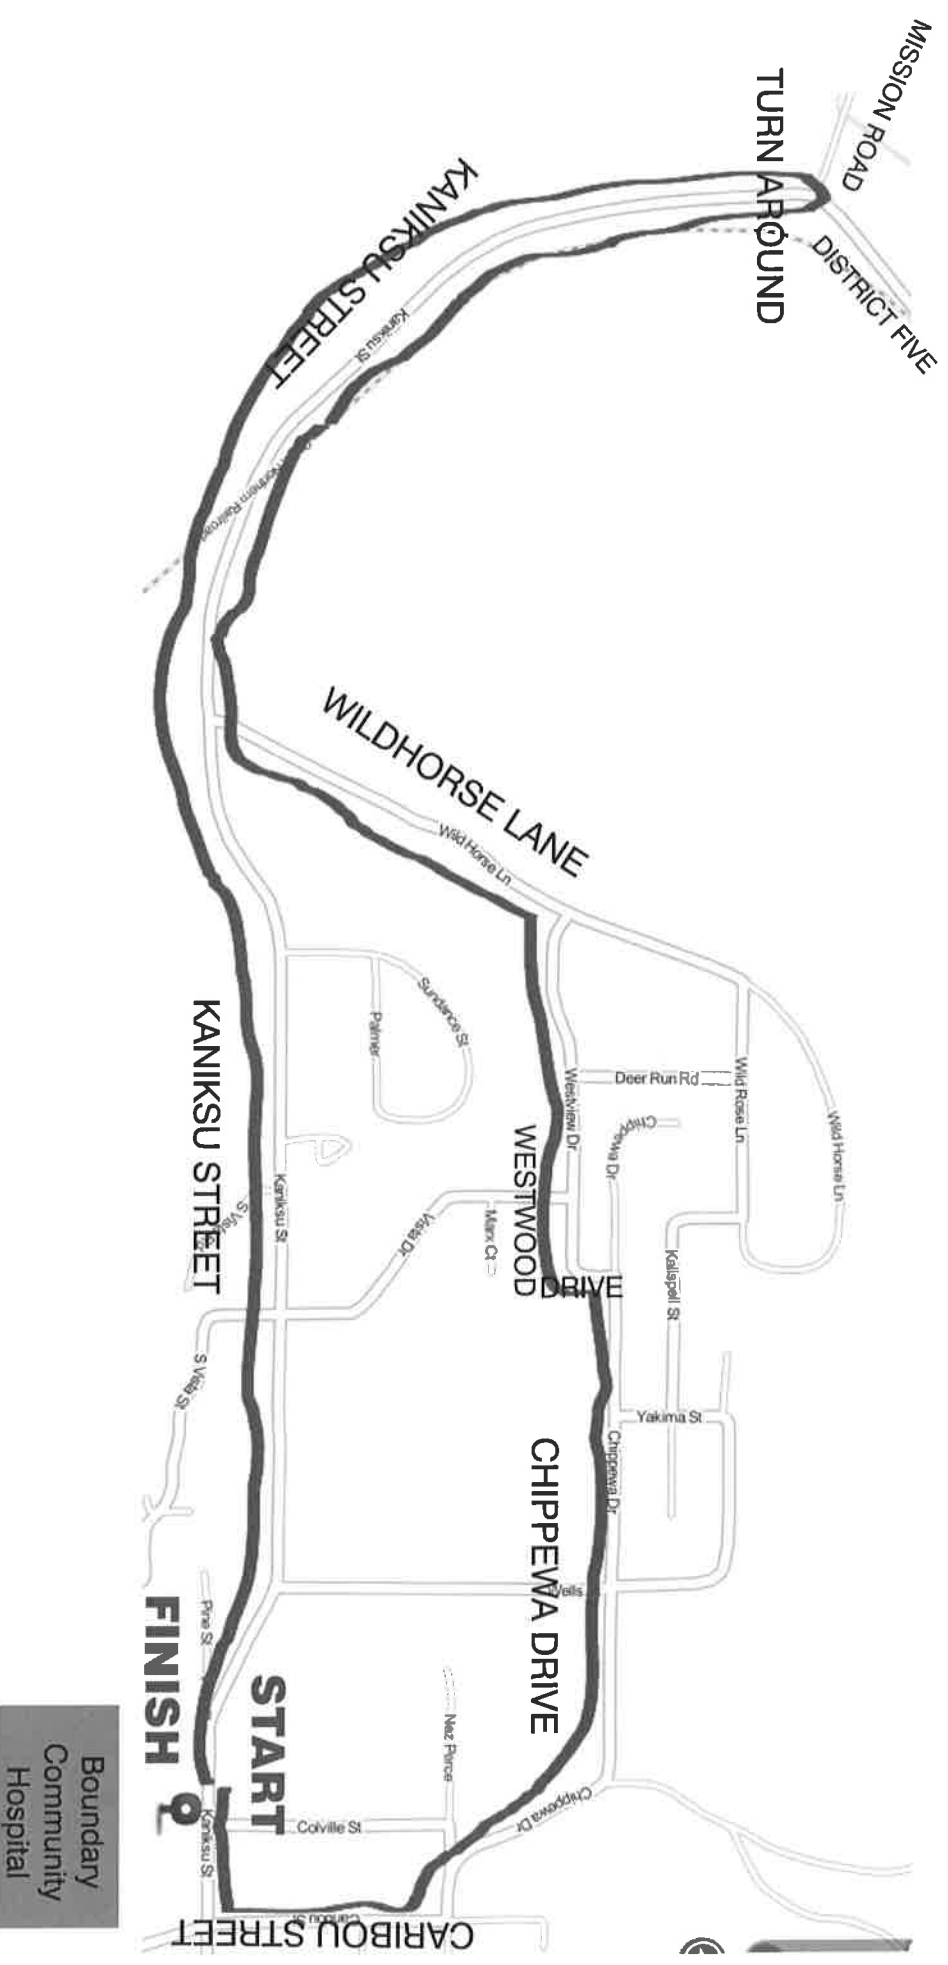 MISSION ROAD
TURN AROUND
DISTRICT FIVE
KANIKSU STREET
Kaniksu St
Northern Railroad
WILDHORSE LANE
Wild Horse Ln
Sundance St
Palmer
Deer Run Rd
Wild Rose Ln
Wild Horse Ln
Westview Dr
Chippewa Dr
WESTWOOD DRIVE
KANIKSU STREET
Kaniksu St
Vista Dr
Marx Ct
Kalispell St
S Vista St
Yakima St
Chippewa Dr
CHIPPEWA DRIVE
Wells
Pine St
FINISH
START
Nez Perce
Chippewa Dr
Colville St
Kaniksu St
Caribou St
CARIBOU STREET
Boundary
Community
Hospital